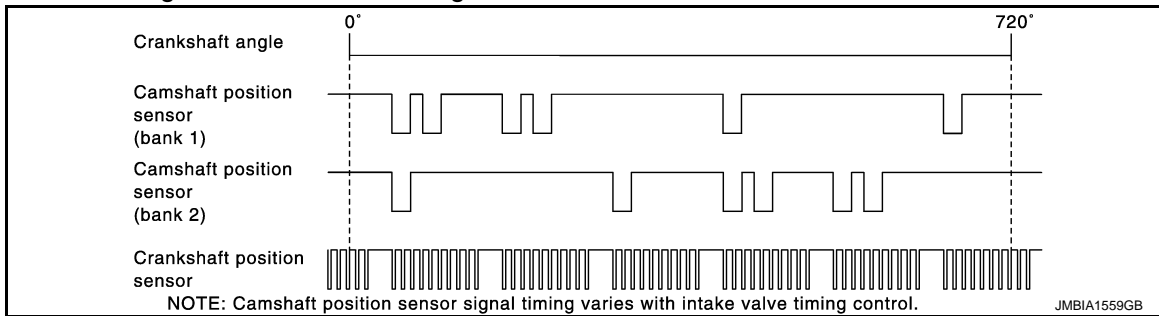 0° 720°
Crankshaft angle
Camshaft position
sensor
(bank 1)
Camshaft position
sensor
(bank 2)
Crankshaft position
sensor
NOTE: Camshaft position sensor signal timing varies with intake valve timing control.
JMBIA1559GB